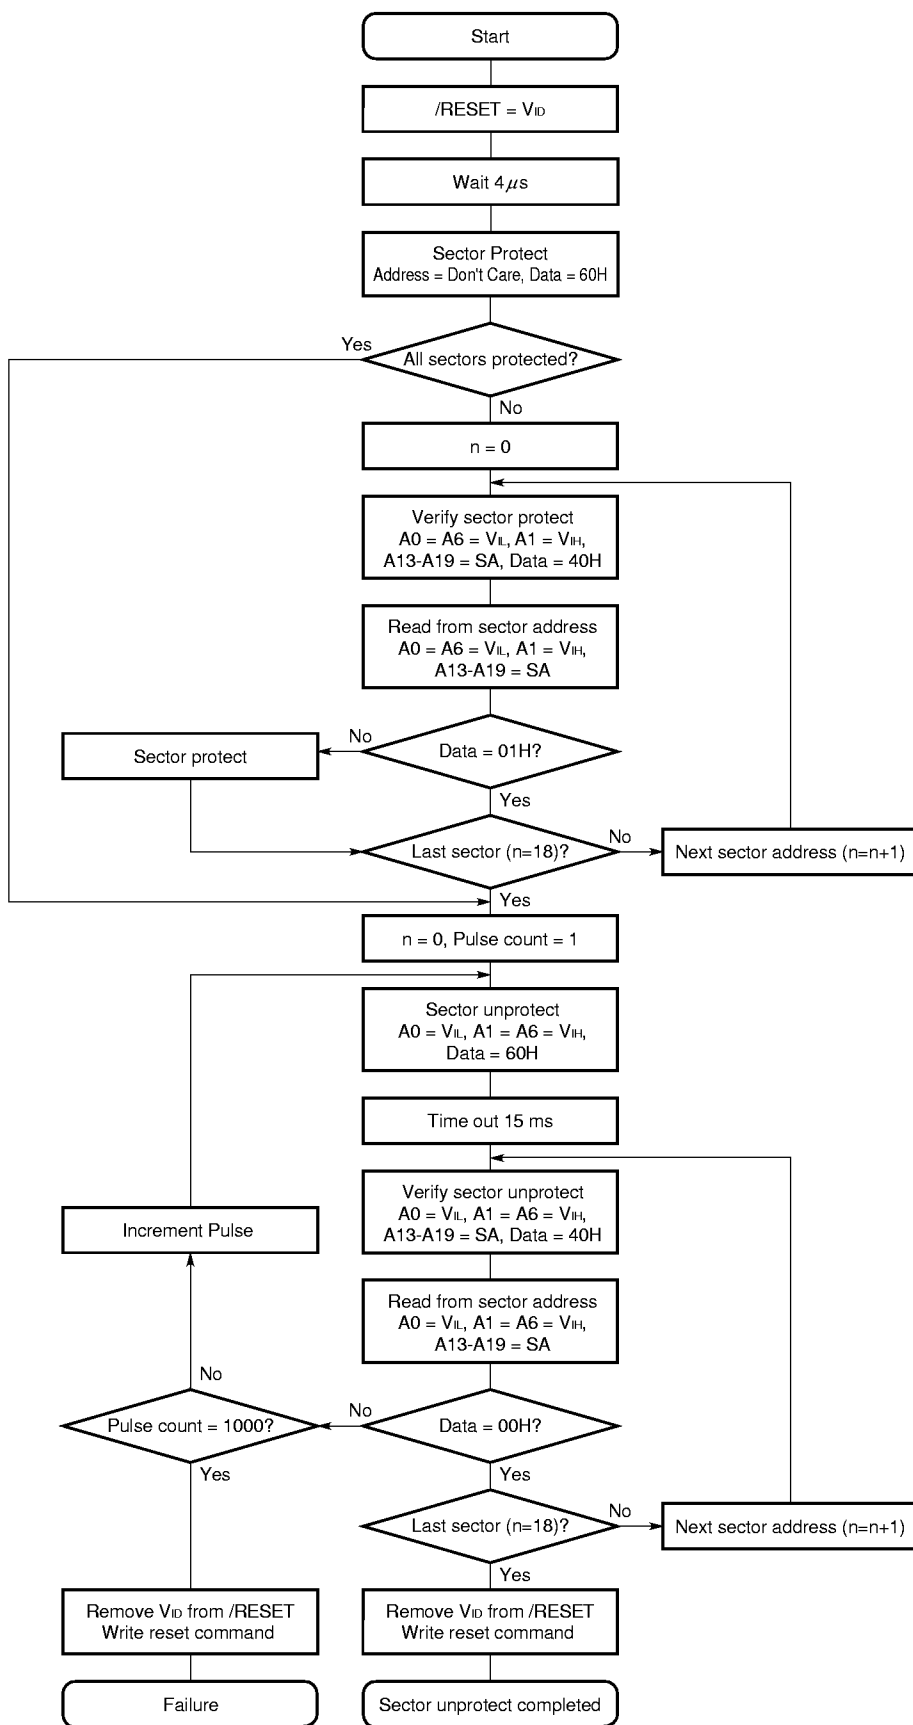 Start
/RESET = VID
Wait 4μs
Sector Protect
Address = Don't Care, Data = 60H
Yes
All sectors protected?
No
n = 0
Verify sector protect
A0 = A6 = VIL, A1 = VIH,
A13-A19 = SA, Data = 40H
Read from sector address
A0 = A6 = VIL, A1 = VIH,
A13-A19 = SA
No
Data = 01H?
Sector protect
Yes
Last sector (n=18)?
No
Next sector address (n=n+1)
Yes
n = 0, Pulse count = 1
Sector unprotect
A0 = VIL, A1 = A6 = VIH,
Data = 60H
Time out 15 ms
Verify sector unprotect
A0 = VIL, A1 = A6 = VIH,
A13-A19 = SA, Data = 40H
Increment Pulse
Read from sector address
A0 = VIL, A1 = A6 = VIH,
A13-A19 = SA
No
Pulse count = 1000?
No
Data = 00H?
Yes
Yes
Last sector (n=18)?
No
Next sector address (n=n+1)
Yes
Remove VID from /RESET
Write reset command
Remove VID from /RESET
Write reset command
Failure
Sector unprotect completed